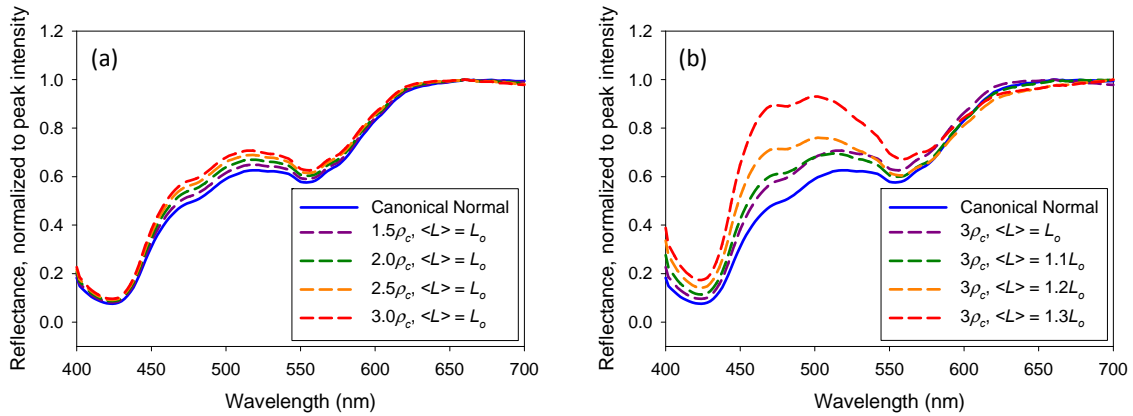 (a)
Reflectance, normalized to peak intensity
1.2
1.0
0.8
0.6
0.4
0.2
0.0
Canonical Normal
1.5ρc, <L> = Lo
2.0ρc, <L> = Lo
2.5ρc, <L> = Lo
3.0ρc, <L> = Lo
400 450 500 550 600 650 700
Wavelength (nm)
(b)
Reflectance, normalized to peak intensity
1.2
1.0
0.8
0.6
0.4
0.2
0.0
Canonical Normal
3ρc, <L> = Lo
3ρc, <L> = 1.1Lo
3ρc, <L> = 1.2Lo
3ρc, <L> = 1.3Lo
400 450 500 550 600 650 700
Wavelength (nm)